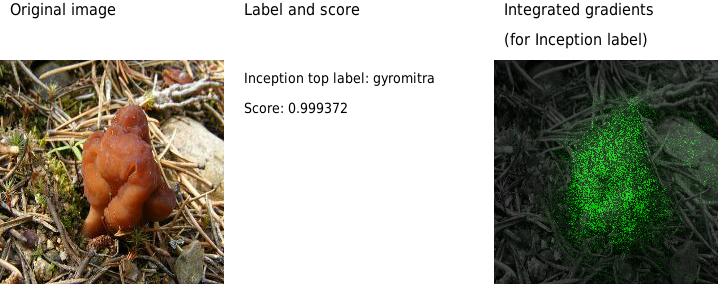 Original image
Label and score
Integrated gradients
(for Inception label)
Inception top label: gyromitra
Score: 0.999372